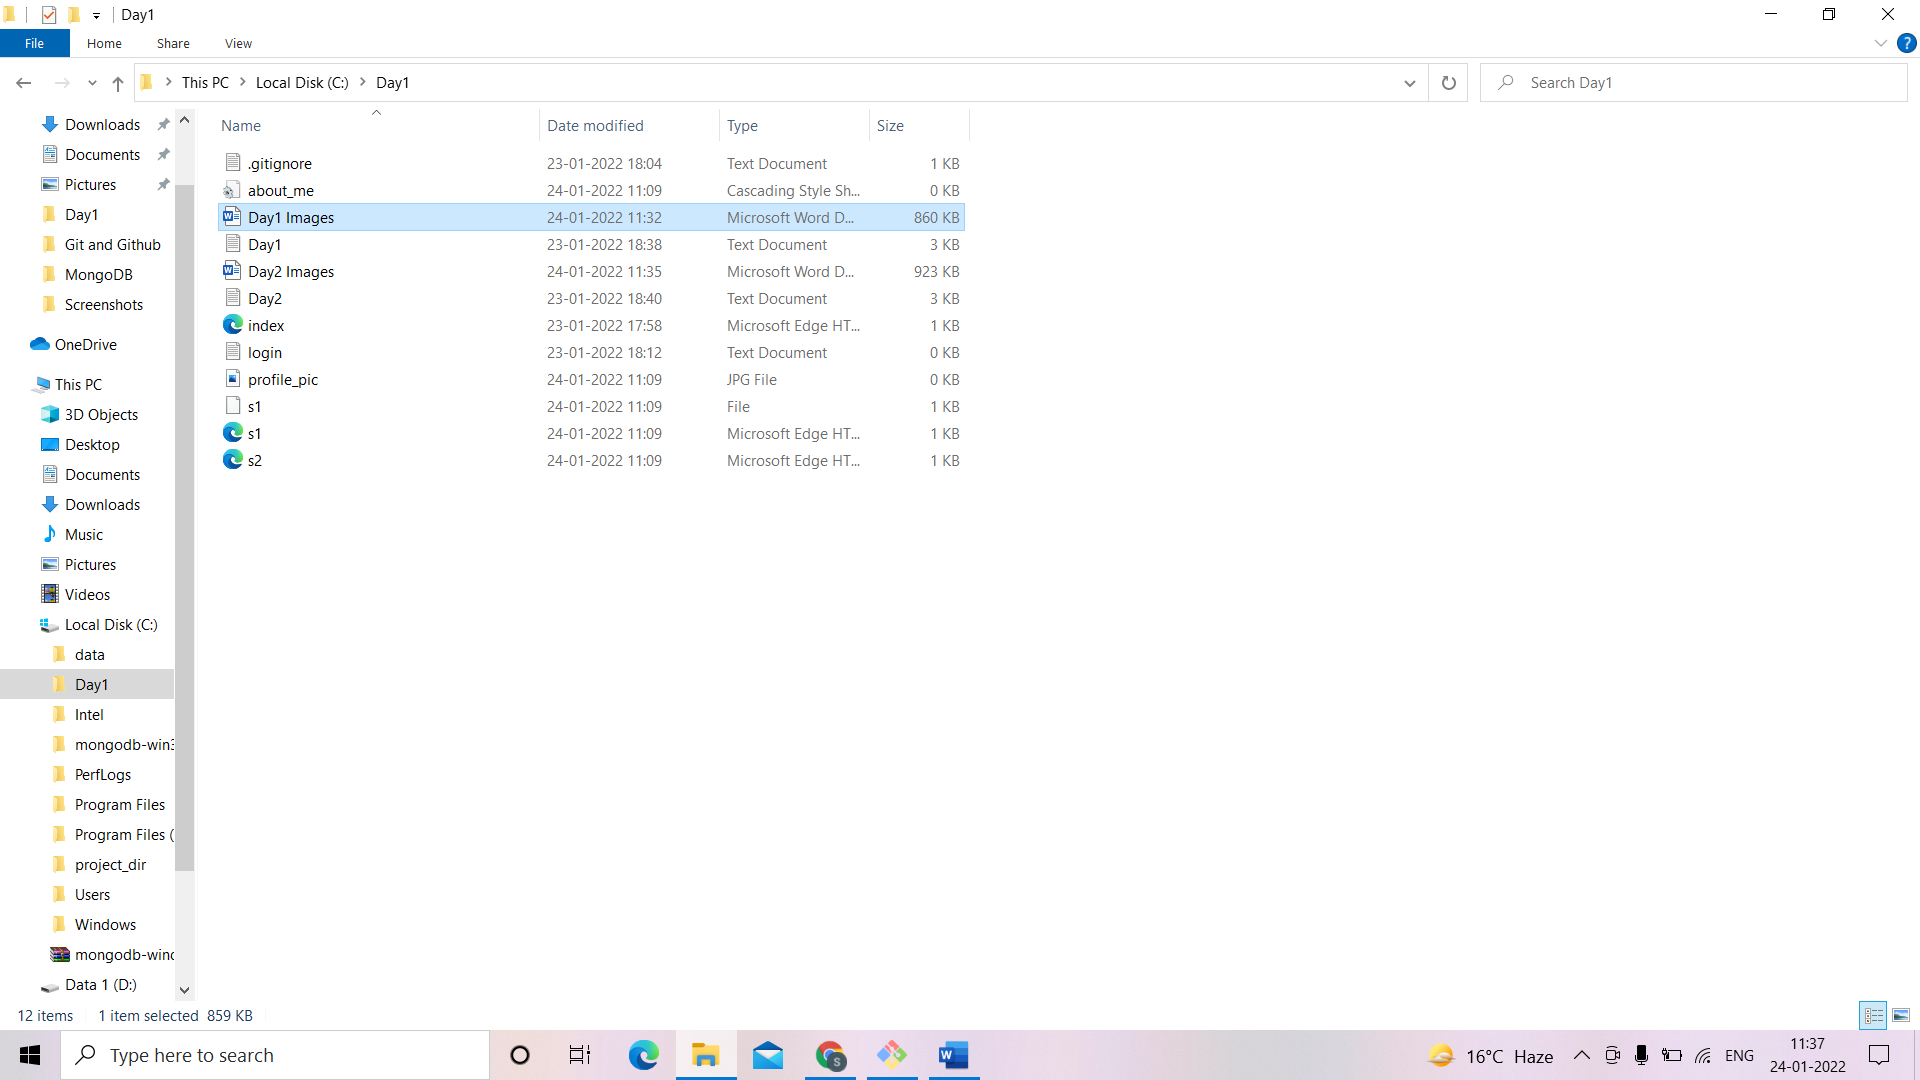 Day1
File Home Share View
This PC Local Disk (C:) Day1 Search Day1
Downloads
Documents
Pictures
Day1
Git and Github
MongoDB
Screenshots
OneDrive
This PC
3D Objects
Desktop
Documents
Downloads
Music
Pictures
Videos
Local Disk (C:)
data
Day1
Intel
mongodb-win3
PerfLogs
Program Files
Program Files (
project_dir
Users
Windows
mongodb-wind
Data 1 (D:)
Name Date modified Type Size
.gitignore 23-01-2022 18:04 Text Document 1 KB
about_me 24-01-2022 11:09 Cascading Style Sh... 0 KB
Day1 Images 24-01-2022 11:32 Microsoft Word D... 860 KB
Day1 23-01-2022 18:38 Text Document 3 KB
Day2 Images 24-01-2022 11:35 Microsoft Word D... 923 KB
Day2 23-01-2022 18:40 Text Document 3 KB
index 23-01-2022 17:58 Microsoft Edge HT... 1 KB
login 23-01-2022 18:12 Text Document 0 KB
profile_pic 24-01-2022 11:09 JPG File 0 KB
s1 24-01-2022 11:09 File 1 KB
s1 24-01-2022 11:09 Microsoft Edge HT... 1 KB
s2 24-01-2022 11:09 Microsoft Edge HT... 1 KB
12 items 1 item selected 859 KB
Type here to search
16°C Haze
ENG
11:37
24-01-2022